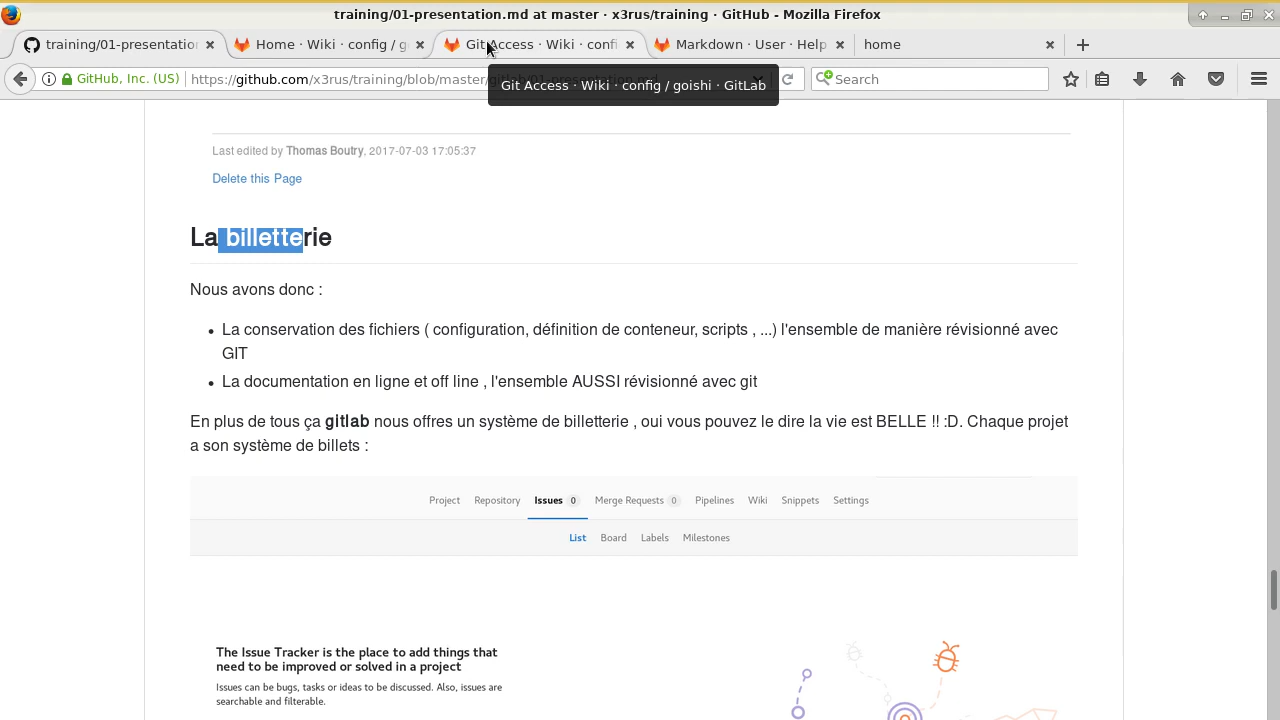 training/01-presentation.md at master · x3rus/training · GitHub - Mozilla Firefox
training/01-presentation
Home · Wiki · config / g
Git Access · Wiki · confi
Markdown · User · Help
home
GitHub, Inc. (US)
https://github.com/x3rus/training/blob/master/
Search
Git Access · Wiki · config / goishi · GitLab
Last edited by Thomas Boutry, 2017-07-03 17:05:37
Delete this Page
La billetterie
Nous avons donc :
La conservation des fichiers ( configuration, définition de conteneur, scripts , ...) l'ensemble de manière révisionné avec
GIT
La documentation en ligne et off line , l'ensemble AUSSI révisionné avec git
En plus de tous ça gitlab nous offres un système de billetterie , oui vous pouvez le dire la vie est BELLE !! :D. Chaque projet
a son système de billets :
Project Repository Issues 0 Merge Requests 0 Pipelines Wiki Snippets Settings
List Board Labels Milestones
The Issue Tracker is the place to add things that
need to be improved or solved in a project
Issues can be bugs, tasks or ideas to be discussed. Also, issues are
searchable and filterable.